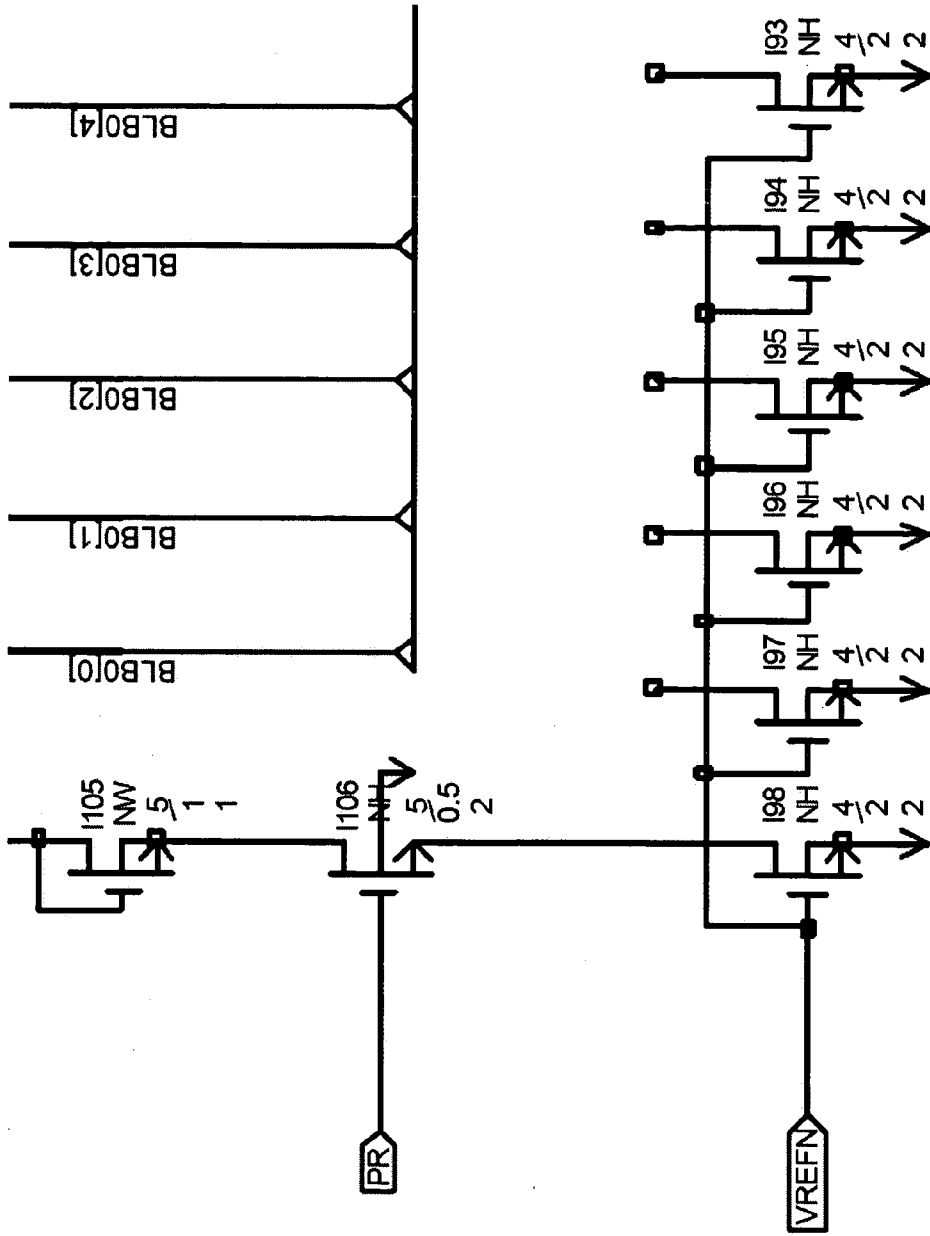 BLB0[4]
BLB0[3]
BLB0[2]
BLB0[1]
BLB0[0]
I105
NW
5/
1
1
I106
NH
5/
0.5
2
PR
I93
NH
4/2
2
I94
NH
4/2
2
I95
NH
4/2
2
I96
NH
4/2
2
I97
NH
4/2
2
I98
NH
4/2
2
VREFN